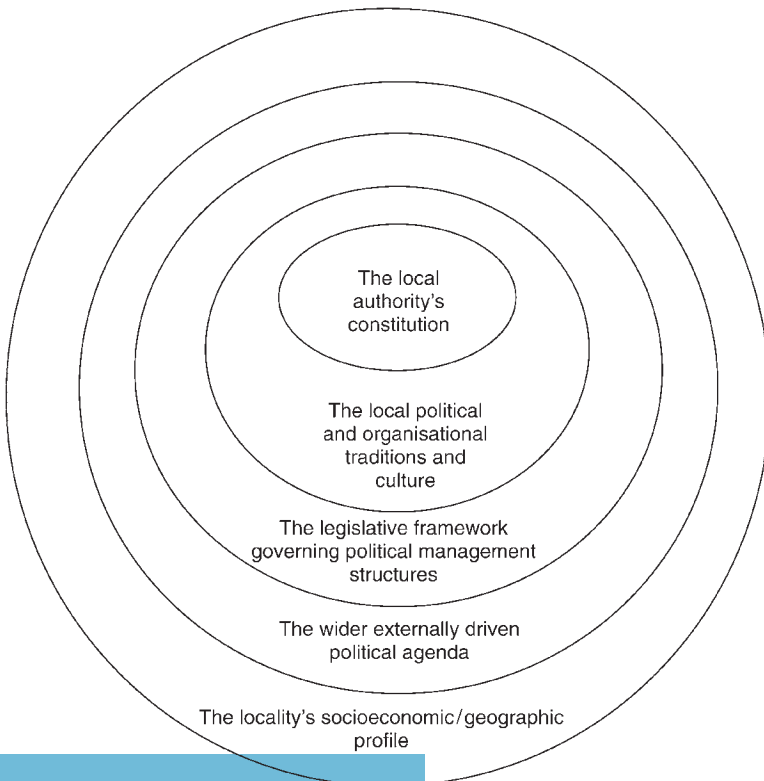 The local
authority's
constitution
The local political
and organisational
traditions and
culture
The legislative framework
governing political management
structures
The wider externally driven
political agenda
The locality's socioeconomic/geographic
profile